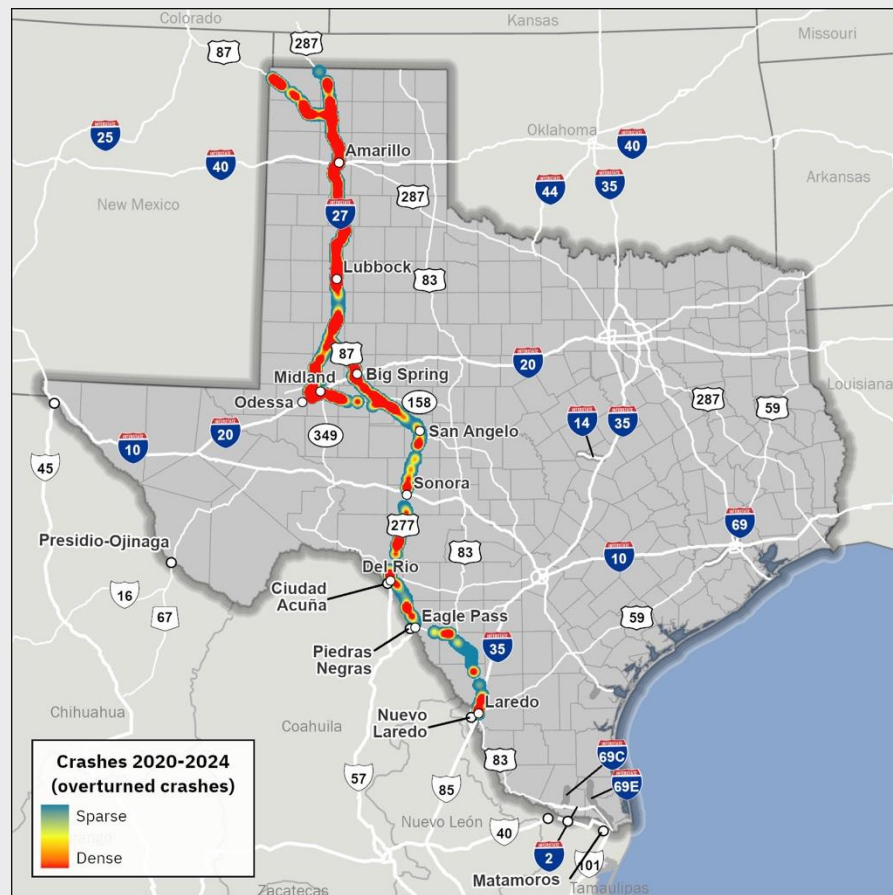 Colorado
Kansas
Missouri
287
87
25
Oklahoma
40
40
Amarillo
44
35
Arkansas
New Mexico
27
287
Lubbock
83
87
Big Spring
20
Midland
Louisiana
Odessa
158
287
59
20
14
35
10
349
San Angelo
45
Sonora
69
277
Presidio-Ojinaga
83
10
Del Rio
16
Ciudad
Acuña
67
Eagle Pass
59
Piedras
Negras
35
Chihuahua
Laredo
Nuevo
Laredo
Coahuila
83
69C
Crashes 2020-2024
(overturned crashes)
57
85
69E
Sparse
Nuevo León
40
Dense
2
101
Matamoros
Tamaulipas
Zacatecas